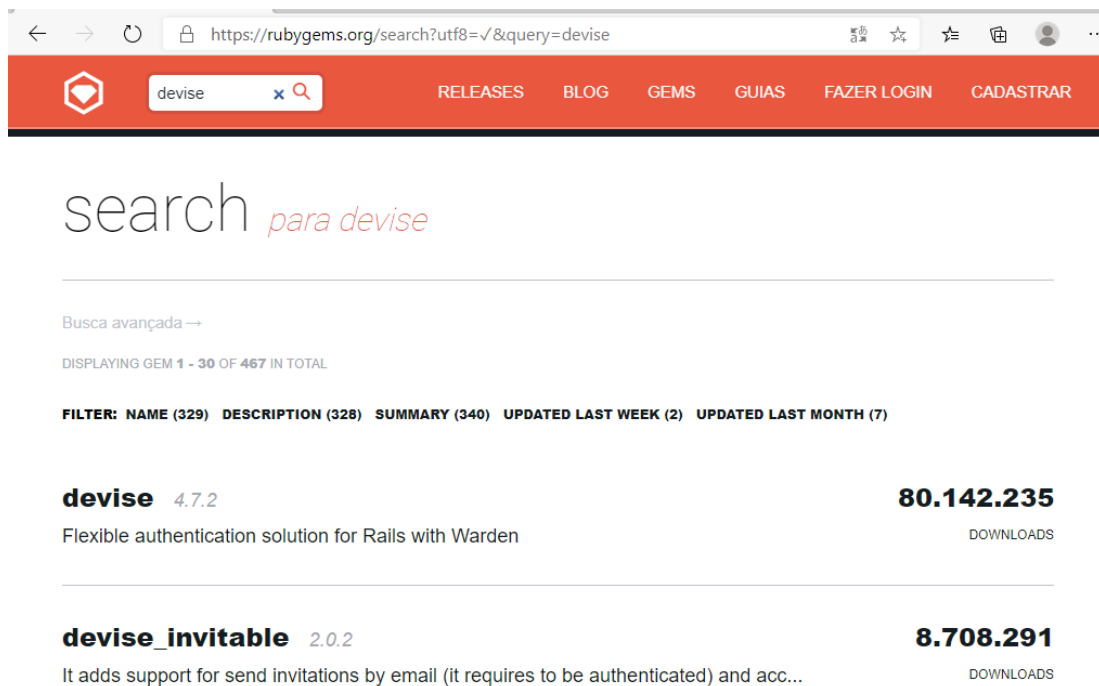 https://rubygems.org/search?utf8=✓&query=devise
devise x RELEASES BLOG GEMS GUIAS FAZER LOGIN CADASTRAR
search para devise
Busca avançada→
DISPLAYING GEM 1 - 30 OF 467 IN TOTAL
FILTER: NAME (329) DESCRIPTION (328) SUMMARY (340) UPDATED LAST WEEK (2) UPDATED LAST MONTH (7)
devise 4.7.2 80.142.235
Flexible authentication solution for Rails with Warden DOWNLOADS
devise_invitable 2.0.2 8.708.291
It adds support for send invitations by email (it requires to be authenticated) and acc... DOWNLOADS